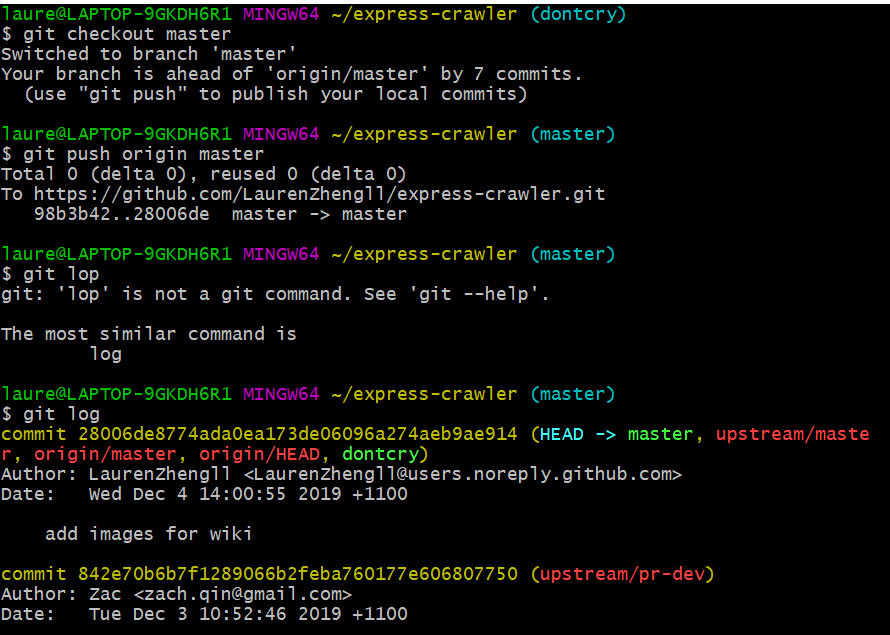 laure@LAPTOP-9GKDH6R1 MINGW64 ~/express-crawler (dontcry)
$ git checkout master
Switched to branch 'master'
Your branch is ahead of 'origin/master' by 7 commits.
  (use "git push" to publish your local commits)

laure@LAPTOP-9GKDH6R1 MINGW64 ~/express-crawler (master)
$ git push origin master
Total 0 (delta 0), reused 0 (delta 0)
To https://github.com/LaurenZhengll/express-crawler.git
   98b3b42..28006de  master -> master

laure@LAPTOP-9GKDH6R1 MINGW64 ~/express-crawler (master)
$ git lop
git: 'lop' is not a git command. See 'git --help'.

The most similar command is
        log

laure@LAPTOP-9GKDH6R1 MINGW64 ~/express-crawler (master)
$ git log
commit 28006de8774ada0ea173de06096a274aeb9ae914 (HEAD -> master, upstream/maste
r, origin/master, origin/HEAD, dontcry)
Author: LaurenZhengll <LaurenZhengll@users.noreply.github.com>
Date:   Wed Dec 4 14:00:55 2019 +1100

    add images for wiki

commit 842e70b6b7f1289066b2feba760177e606807750 (upstream/pr-dev)
Author: Zac <zach.qin@gmail.com>
Date:   Tue Dec 3 10:52:46 2019 +1100